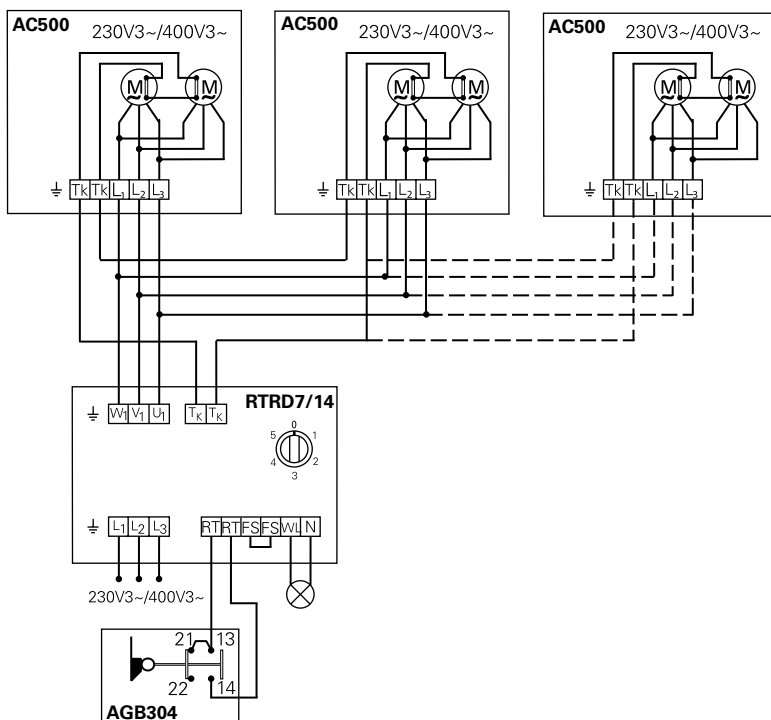 AC500 230V3~/400V3~
M M
Tk Tk L1 L2 L3
AC500 230V3~/400V3~
M M
Tk Tk L1 L2 L3
AC500 230V3~/400V3~
M M
Tk Tk L1 L2 L3
RTRD7/14
W1 V1 U1 TK TK
0
5 1
4 2
3
L1 L2 L3 RT RT FS FS WL N
230V3~/400V3~
21 13
22 14
AGB304